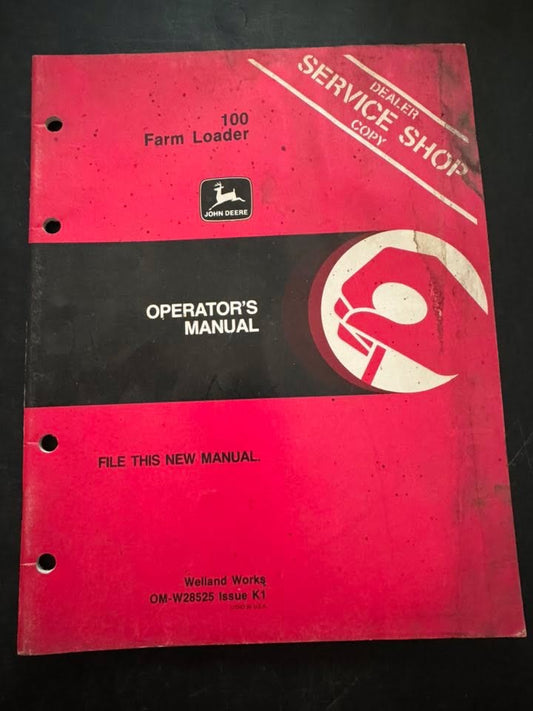 DEALER
SERVICE SHOP
COPY
100
Farm Loader
JOHN DEERE
OPERATOR'S
MANUAL
FILE THIS NEW MANUAL.
Welland Works
OM-W28525 Issue K1